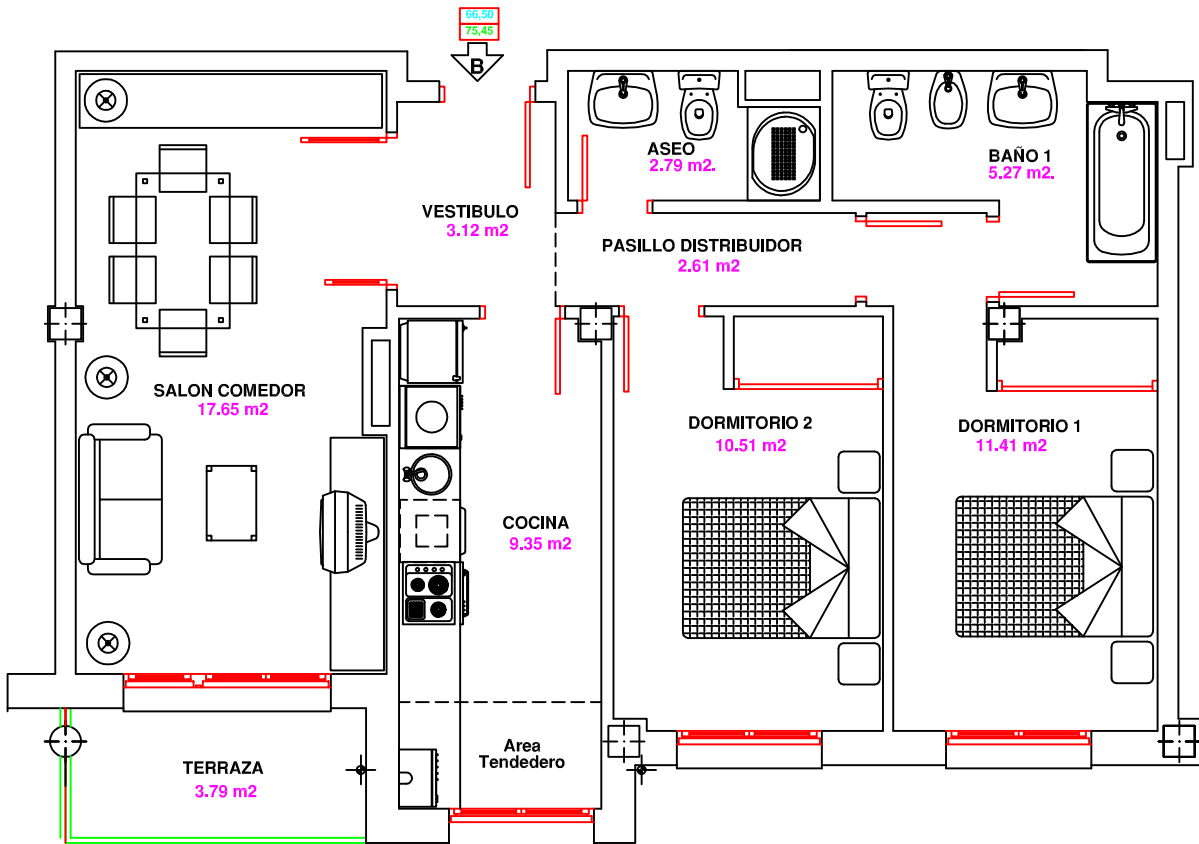 66,50
75,45
B
ASEO
2.79 m2.
BAÑO 1
5.27 m2.
VESTIBULO
3.12 m2
PASILLO DISTRIBUIDOR
2.61 m2
SALON COMEDOR
17.65 m2
DORMITORIO 2
10.51 m2
DORMITORIO 1
11.41 m2
COCINA
9.35 m2
Area
Tendedero
TERRAZA
3.79 m2